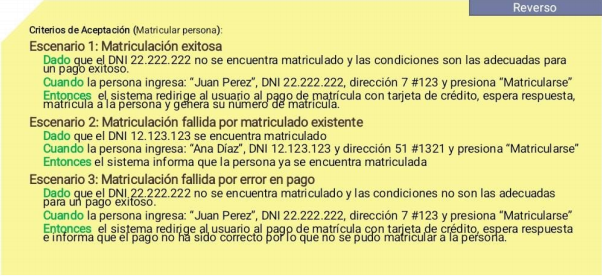 Reverso
Criterios de Aceptación (Matricular persona):
Escenario 1: Matriculación exitosa
Dado que el DNI 22.222.222 no se encuentra matriculado y las condiciones son las adecuadas para
un pago exitoso.
Cuando la persona ingresa: “Juan Perez”, DNI 22.222.222, dirección 7 #123 y presiona “Matricularse”
Entonces el sistema redirige al usuario al pago de matrícula con tarjeta de crédito, espera respuesta,
matricula a la persona y genera su número de matrícula.
Escenario 2: Matriculación fallida por matriculado existente
Dado que el DNI 12.123.123 se encuentra matriculado
Cuando la persona ingresa: “Ana Díaz”, DNI 12.123.123 y dirección 51 #1321 y presiona “Matricularse”
Entonces el sistema informa que la persona ya se encuentra matriculada
Escenario 3: Matriculación fallida por error en pago
Dado que el DNI 22.222.222 no se encuentra matriculado y las condiciones no son las adecuadas
para un pago exitoso.
Cuando la persona ingresa: “Juan Perez”, DNI 22.222.222, dirección 7 #123 y presiona “Matricularse”
Entonces el sistema redirige al usuario al pago de matrícula con tarjeta de crédito, espera respuesta
e informa que el pago no ha sido correcto por lo que no se pudo matricular a la persona.